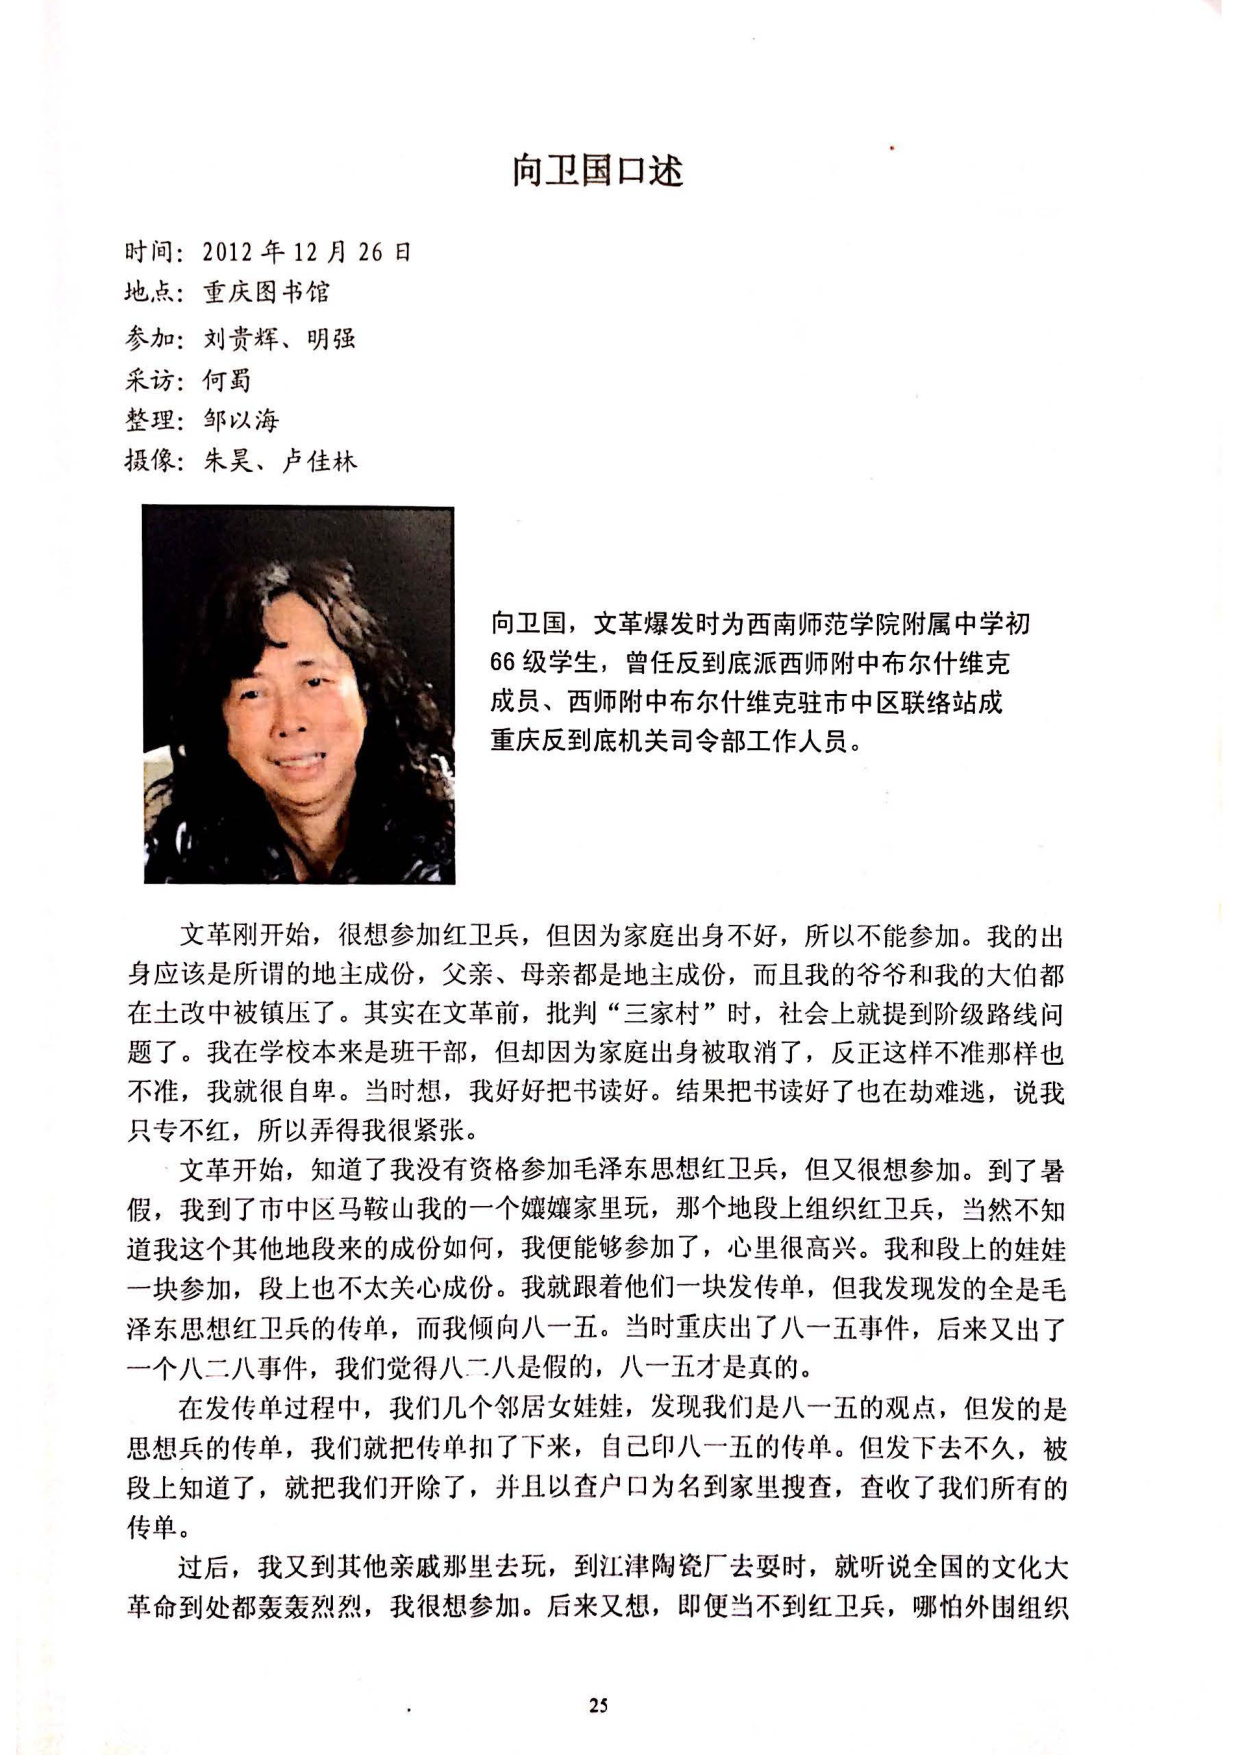 向卫国口述
时间：2012 年 12 月 26 日
地点：重庆图书馆
参加：刘贵辉、明强
采访：何蜀
整理：邹以海
摄像：朱昊、卢佳林
向卫国，文革爆发时为西南师范学院附属中学初
66 级学生，曾任反到底派西师附中布尔什维克
成员、西师附中布尔什维克驻市中区联络站成
重庆反到底机关司令部工作人员。
文革刚开始，很想参加红卫兵，但因为家庭出身不好，所以不能参加。我的出
身应该是所谓的地主成份，父亲、母亲都是地主成份，而且我的爷爷和我的大伯都
在土改中被镇压了。其实在文革前，批判“三家村”时，社会上就提到阶级路线问
题了。我在学校本来是班干部，但却因为家庭出身被取消了，反正这样不准那样也
不准，我就很自卑。当时想，我好好把书读好。结果把书读好了也在劫难逃，说我
只专不红，所以弄得我很紧张。
文革开始，知道了我没有资格参加毛泽东思想红卫兵，但又很想参加。到了暑
假，我到了市中区马鞍山我的一个孃孃家里玩，那个地段上组织红卫兵，当然不知
道我这个其他地段来的成份如何，我便能够参加了，心里很高兴。我和段上的娃娃
一块参加，段上也不太关心成份。我就跟着他们一块发传单，但我发现发的全是毛
泽东思想红卫兵的传单，而我倾向八一五。当时重庆出了八一五事件，后来又出了
一个八二八事件，我们觉得八二八是假的，八一五才是真的。
在发传单过程中，我们几个邻居女娃娃，发现我们是八一五的观点，但发的是
思想兵的传单，我们就把传单扣了下来，自己印八一五的传单。但发下去不久，被
段上知道了，就把我们开除了，并且以查户口为名到家里搜查，查收了我们所有的
传单。
过后，我又到其他亲戚那里去玩，到江津陶瓷厂去耍时，就听说全国的文化大
革命到处都轰轰烈烈，我很想参加。后来又想，即便当不到红卫兵，哪怕外围组织
25